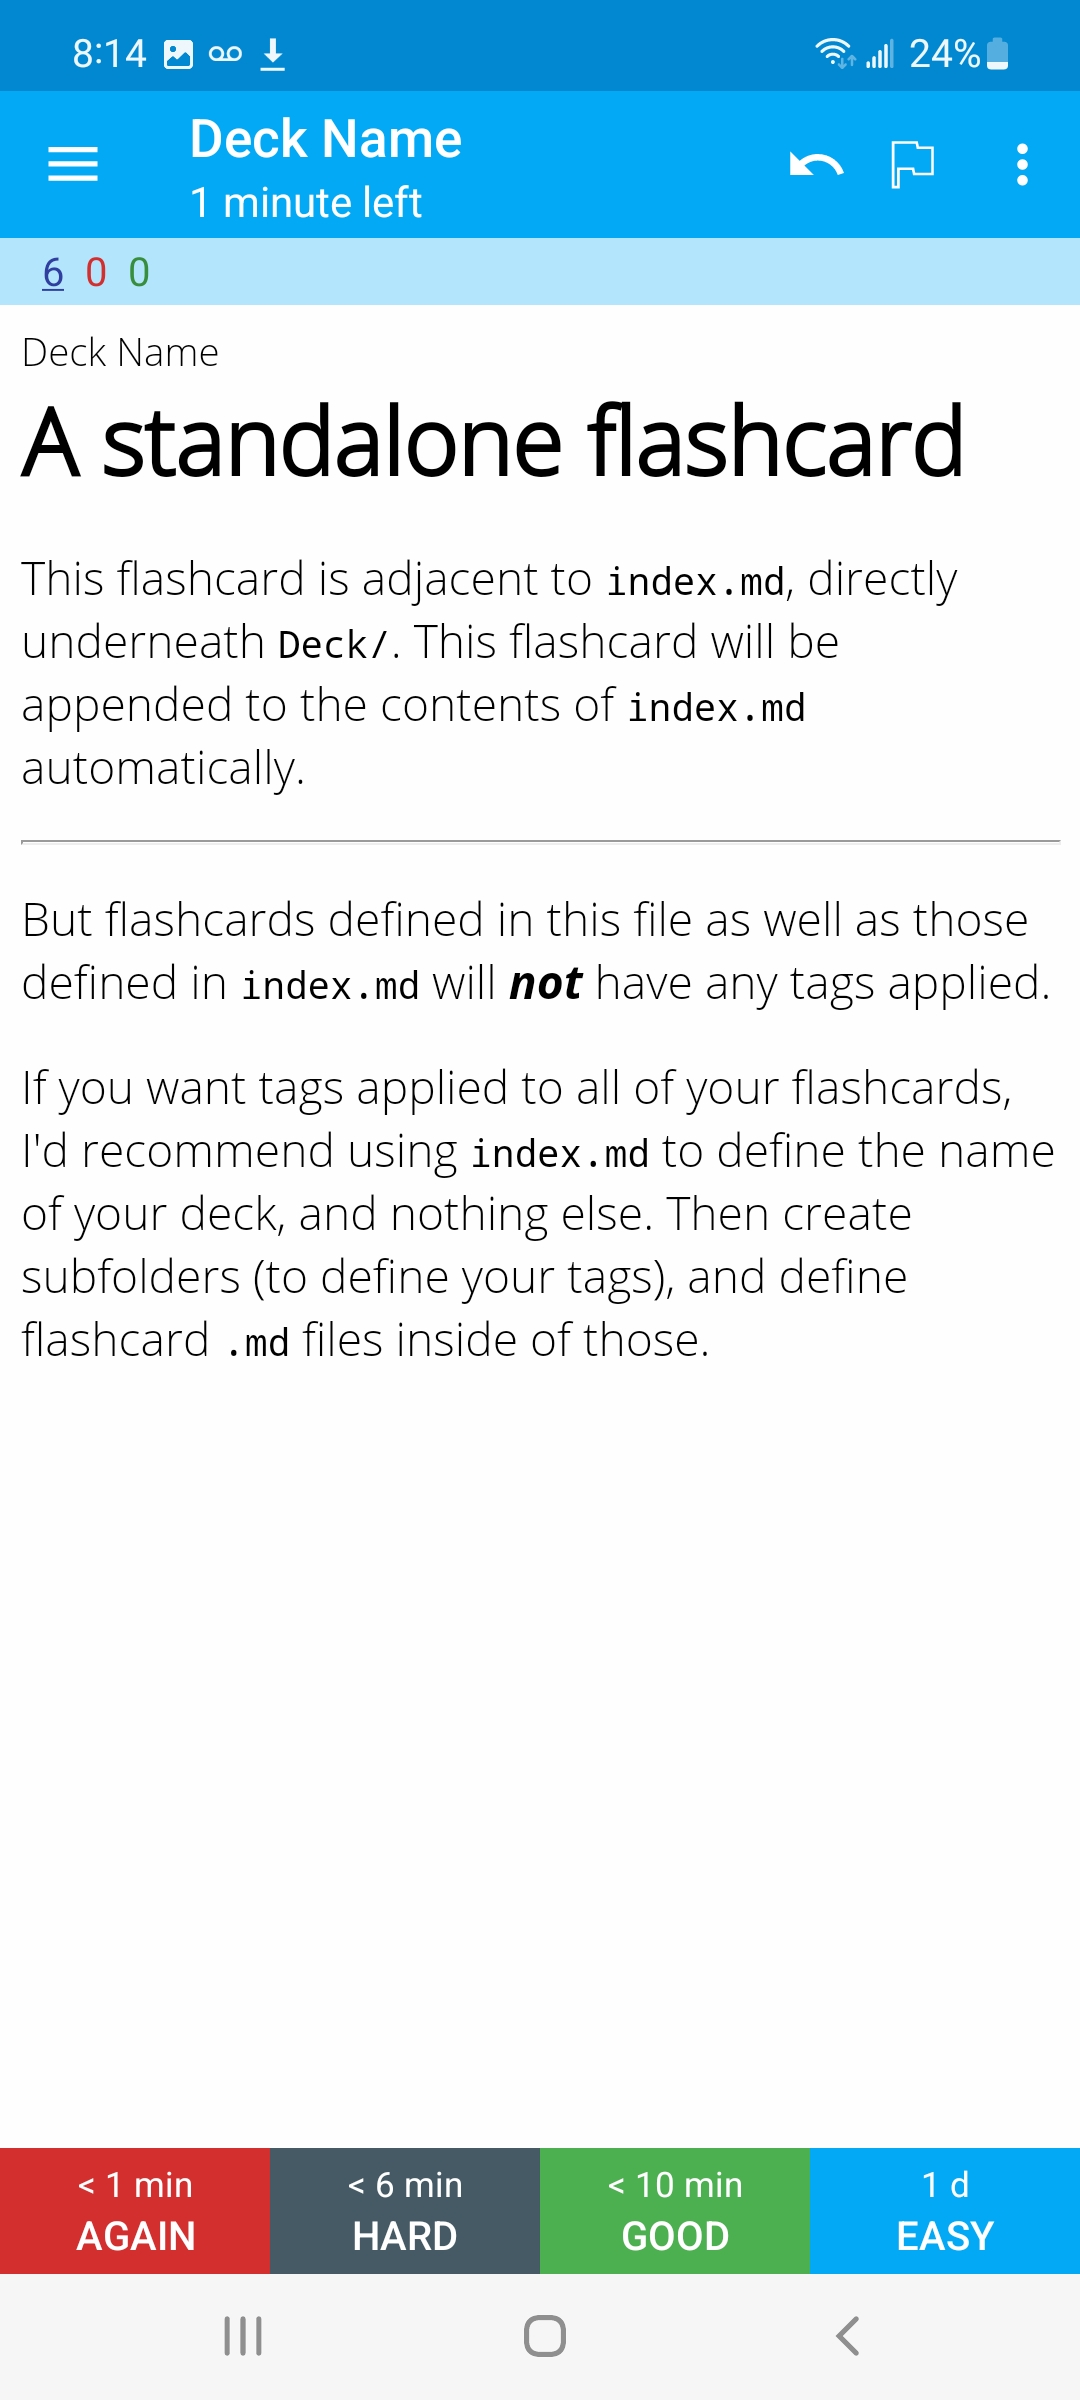 8:14 24%
Deck Name
1 minute left
6 0 0
Deck Name
A standalone flashcard
This flashcard is adjacent to index.md, directly
underneath Deck/. This flashcard will be
appended to the contents of index.md
automatically.
But flashcards defined in this file as well as those
defined in index.md will not have any tags applied.
If you want tags applied to all of your flashcards,
I'd recommend using index.md to define the name
of your deck, and nothing else. Then create
subfolders (to define your tags), and define
flashcard .md files inside of those.
< 1 min < 6 min < 10 min 1 d
AGAIN HARD GOOD EASY